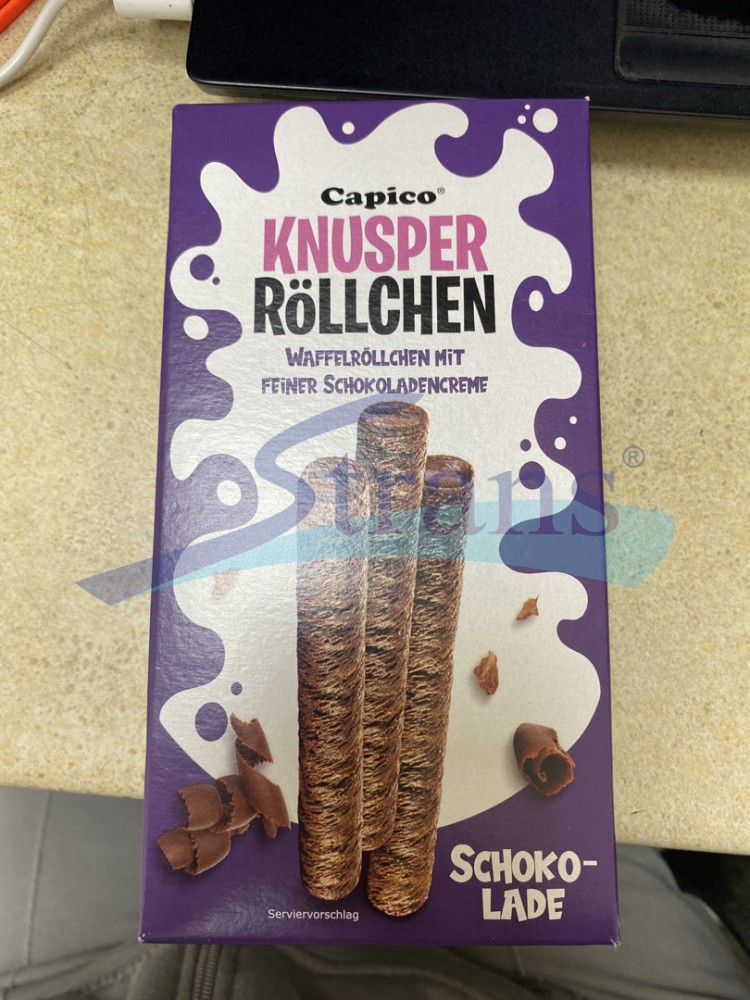 Capico®
KNUSPER
RÖLLCHEN
WAFFELRÖLLCHEN MIT
FEINER SCHOKOLADENCREME
Strans®
SCHOKO-
LADE
Serviervorschlag